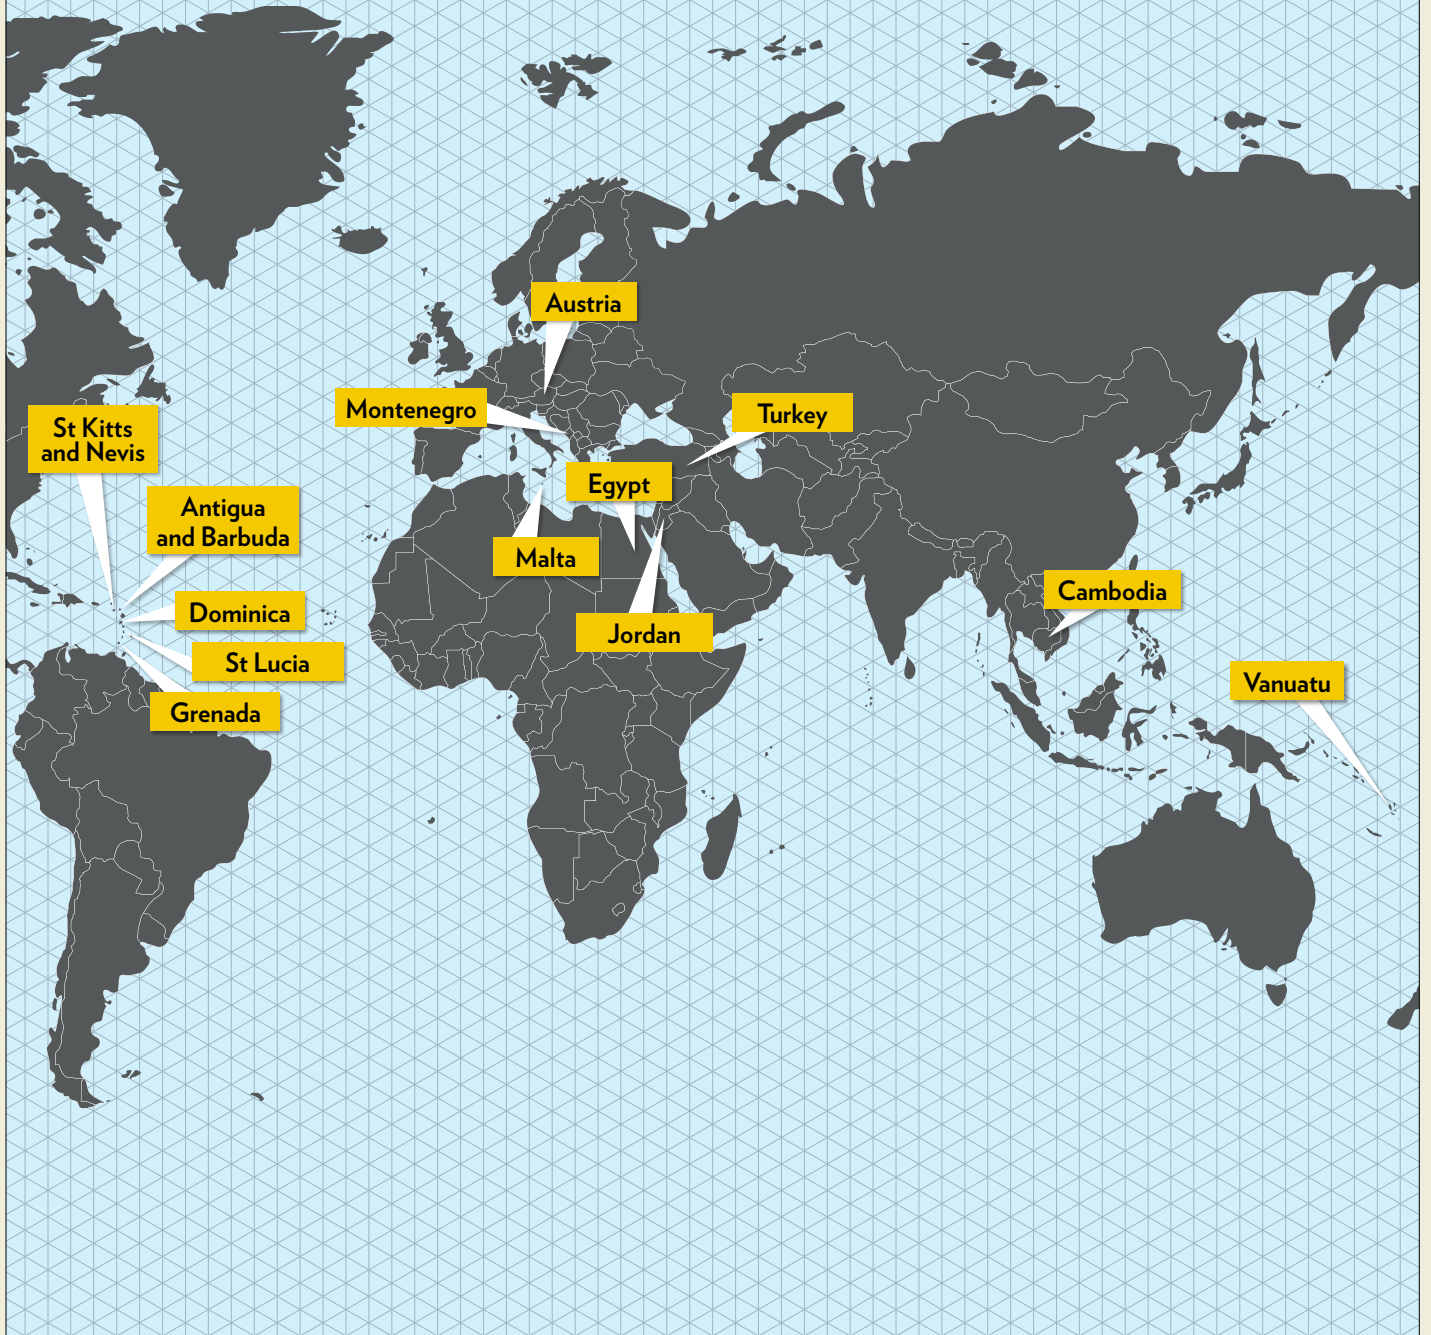 Austria
Montenegro
Turkey
St Kitts
and Nevis
Egypt
Antigua
and Barbuda
Malta
Cambodia
Dominica
Jordan
St Lucia
Vanuatu
Grenada